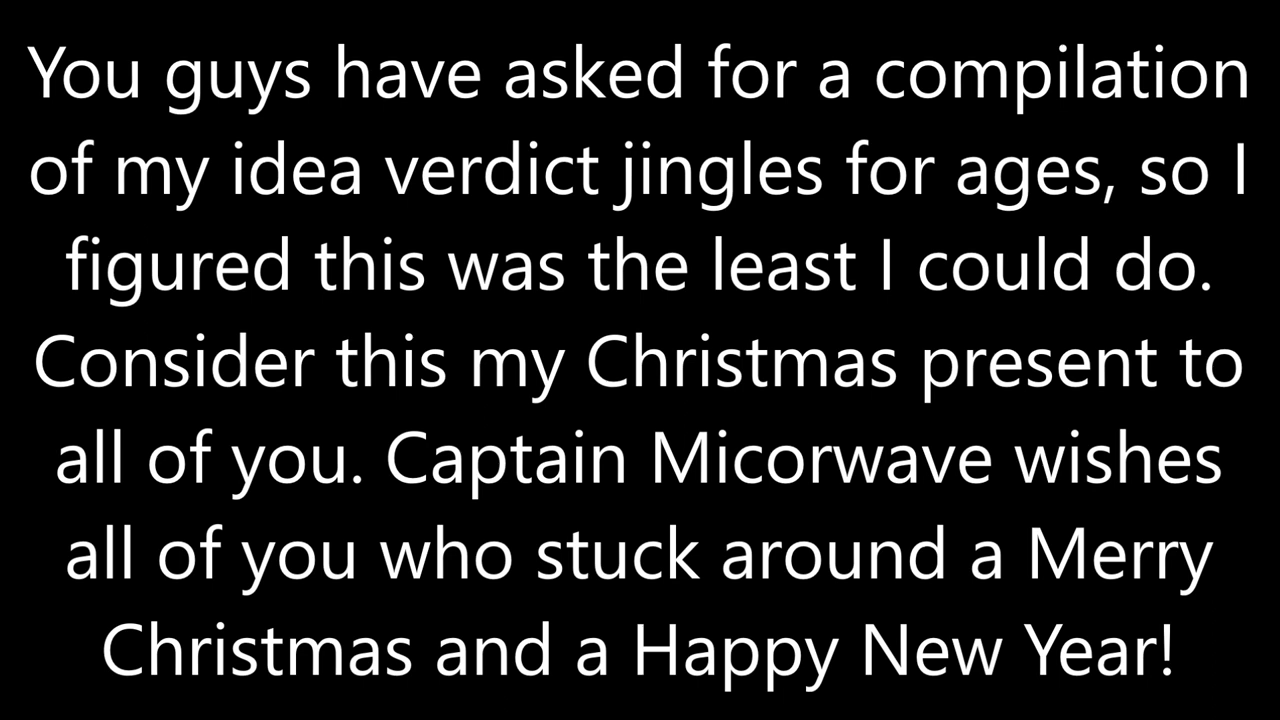 You guys have asked for a compilation
of my idea verdict jingles for ages, so I
figured this was the least I could do.
Consider this my Christmas present to
all of you. Captain Micorwave wishes
all of you who stuck around a Merry
Christmas and a Happy New Year!